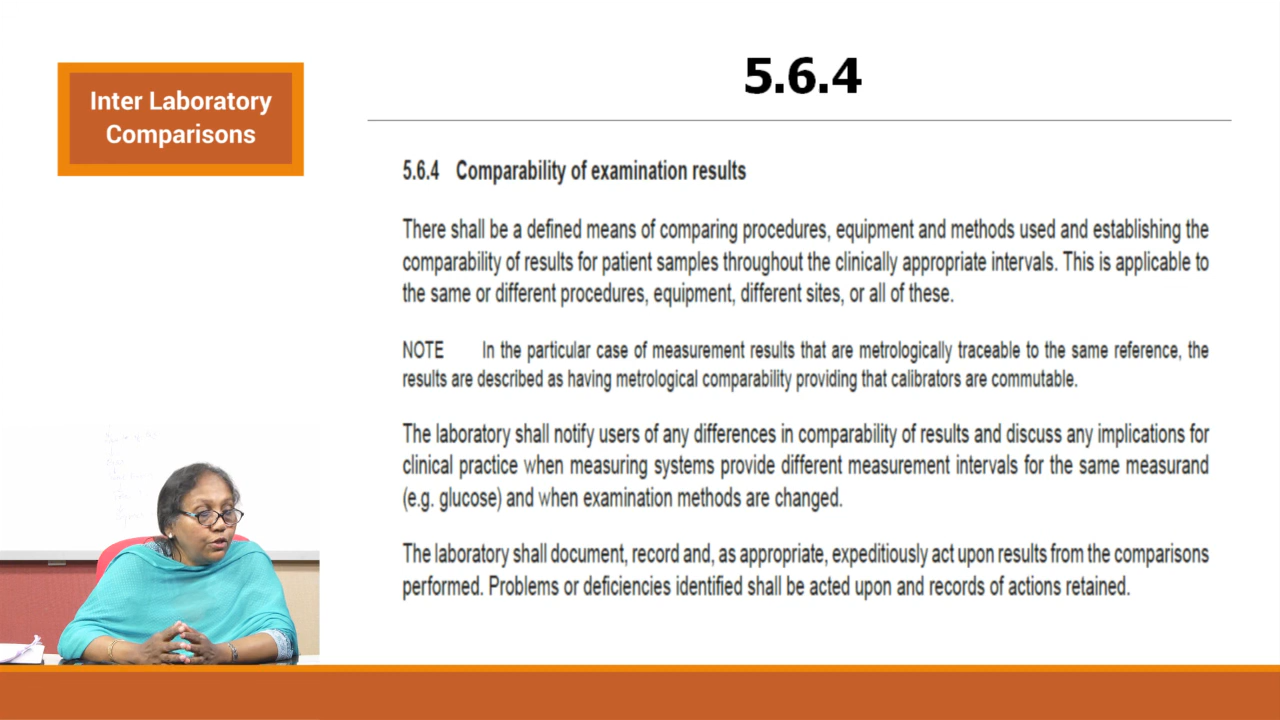 Inter Laboratory
Comparisons
5.6.4
5.6.4 Comparability of examination results
There shall be a defined means of comparing procedures, equipment and methods used and establishing the
comparability of results for patient samples throughout the clinically appropriate intervals. This is applicable to
the same or different procedures, equipment, different sites, or all of these.
NOTE In the particular case of measurement results that are metrologically traceable to the same reference, the
results are described as having metrological comparability providing that calibrators are commutable.
The laboratory shall notify users of any differences in comparability of results and discuss any implications for
clinical practice when measuring systems provide different measurement intervals for the same measurand
(e.g. glucose) and when examination methods are changed.
The laboratory shall document, record and, as appropriate, expeditiously act upon results from the comparisons
performed. Problems or deficiencies identified shall be acted upon and records of actions retained.